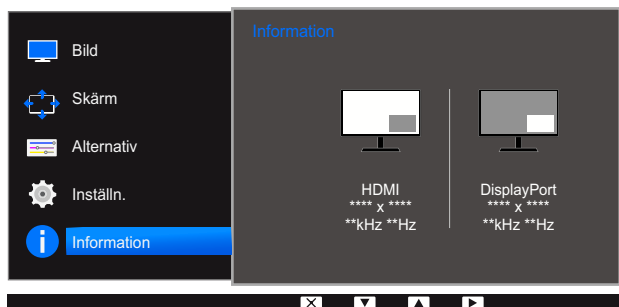 Bild
Skärm
Alternativ
Inställn.
Information
Information
HDMI
**** x ****
**kHz **Hz
DisplayPort
**** x ****
**kHz **Hz